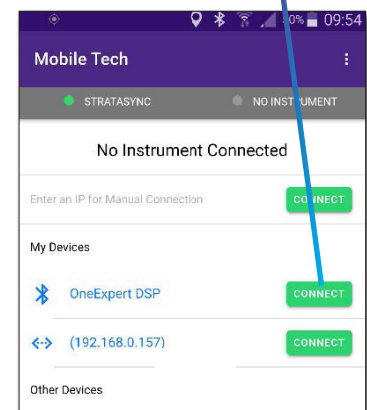 09:54
Mobile Tech
STRATASYNC NO INSTRUMENT
No Instrument Connected
Enter an IP for Manual Connection CONNECT
My Devices
OneExpert DSP CONNECT
(192.168.0.157) CONNECT
Other Devices